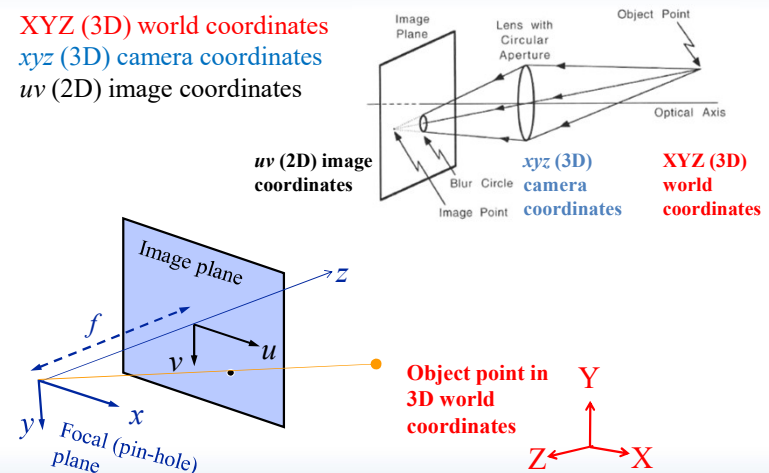 XYZ (3D) world coordinates
xyz (3D) camera coordinates
uv (2D) image coordinates
Image
Plane
Lens with
Circular
Aperture
Object Point
Optical Axis
uv (2D) image
coordinates
Blur Circle
Image Point
xyz (3D)
camera
coordinates
XYZ (3D)
world
coordinates
Image plane
z
f
u
v
x
y
Focal (pin-hole)
plane
Object point in
3D world
coordinates
Y
Z
X